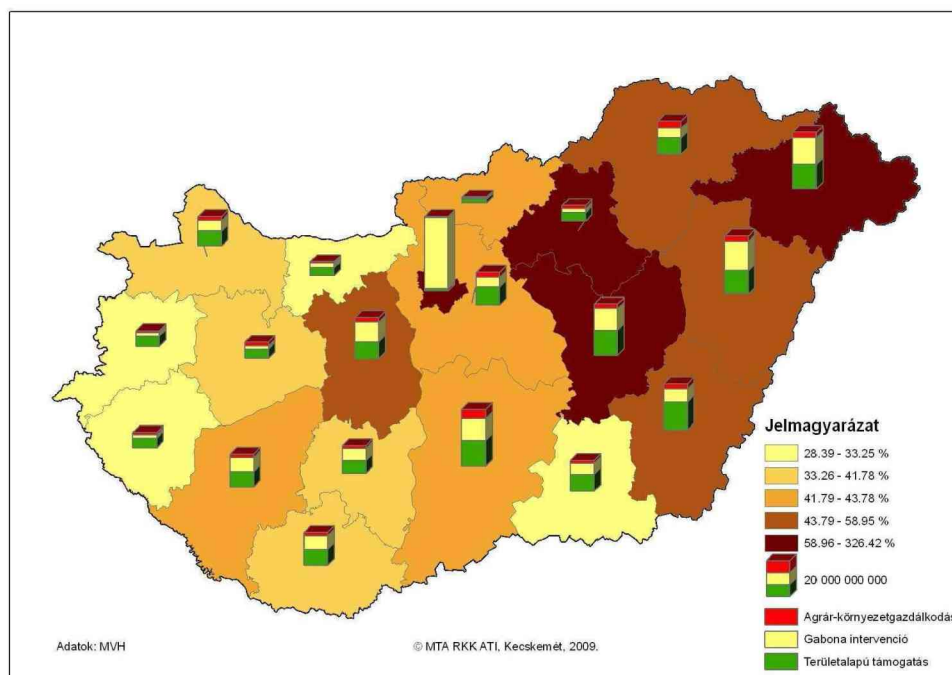 Jelmagyarázat
28.39 - 33.25 %
33.26 - 41.78 %
41.79 - 43.78 %
43.79 - 58.95 %
58.96 - 326.42 %
20 000 000 000
Agrár-környezetgazdálkodás
Gabona intervenció
Területalapú támogatás
Adatok: MVH
© MTA RKK ATI, Kecskemét, 2009.